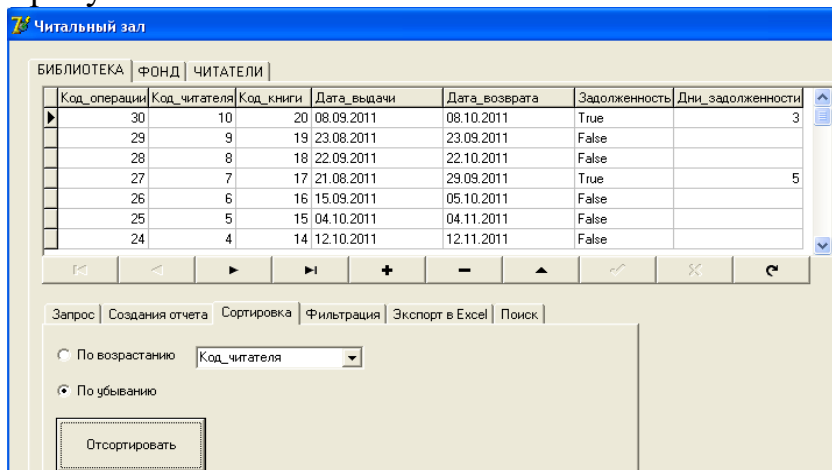 Читальный зал
БИБЛИОТЕКА ФОНД ЧИТАТЕЛИ
Код_операции Код_читателя Код_книги Дата_выдачи Дата_возврата Задолженность Дни_задолженности
30 10 20 08.09.2011 08.10.2011 True 3
29 9 19 23.08.2011 23.09.2011 False
28 8 18 22.09.2011 22.10.2011 False
27 7 17 21.08.2011 29.09.2011 True 5
26 6 16 15.09.2011 05.10.2011 False
25 5 15 04.10.2011 04.11.2011 False
24 4 14 12.10.2011 12.11.2011 False
Запрос Создания отчета Сортировка Фильтрация Экспорт в Excel Поиск
По возрастанию Код_читателя
По убыванию
Отсортировать